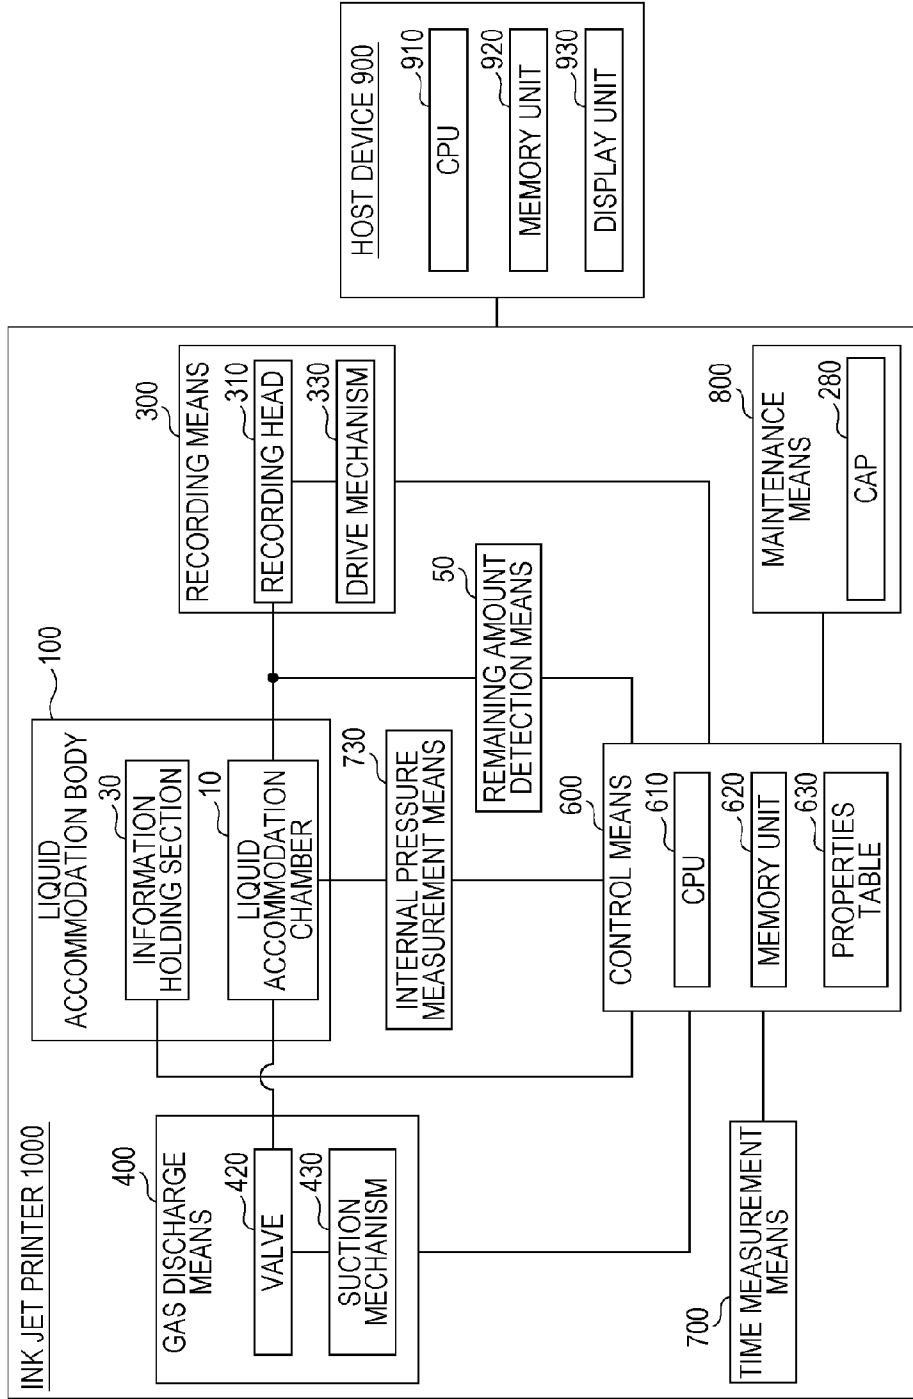 INK JET PRINTER 1000
GAS DISCHARGE
MEANS
400
VALVE
420
SUCTION
MECHANISM
430
LIQUID
ACCOMMODATION BODY
100
INFORMATION
HOLDING SECTION
30
LIQUID
ACCOMMODATION
CHAMBER
10
RECORDING MEANS
300
RECORDING HEAD
310
DRIVE MECHANISM
330
INTERNAL PRESSURE
MEASUREMENT MEANS
730
REMAINING AMOUNT
DETECTION MEANS
50
TIME MEASUREMENT
MEANS
700
CONTROL MEANS
600
CPU
610
MEMORY UNIT
620
PROPERTIES
TABLE
630
MAINTENANCE
MEANS
800
CAP
280
HOST DEVICE 900
CPU
910
MEMORY UNIT
920
DISPLAY UNIT
930